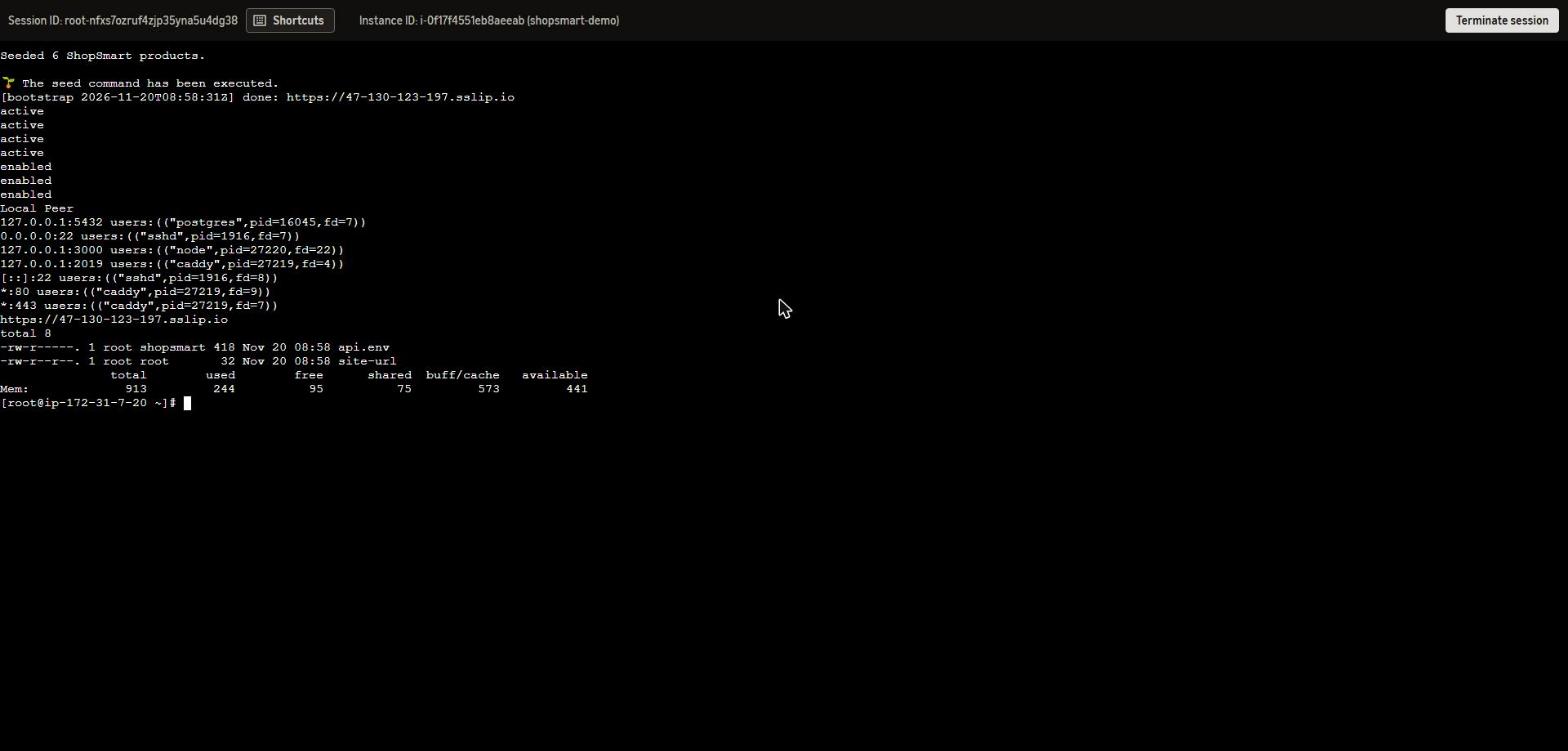 Session ID: root-nfxs7ozruf4zjp35yna5u4dg38 Shortcuts Instance ID: i-0f17f4551eb8aeeab (shopsmart-demo) Terminate session
Seeded 6 ShopSmart products.
🌱 The seed command has been executed.
[bootstrap 2026-11-20T08:58:31Z] done: https://47-130-123-197.sslip.io
active
active
active
active
enabled
enabled
enabled
Local Peer
127.0.0.1:5432 users:(("postgres",pid=16045,fd=7))
0.0.0.0:22 users:(("sshd",pid=1916,fd=7))
127.0.0.1:3000 users:(("node",pid=27220,fd=22))
127.0.0.1:2019 users:(("caddy",pid=27219,fd=4))
[::]:22 users:(("sshd",pid=1916,fd=8))
*:80 users:(("caddy",pid=27219,fd=9))
*:443 users:(("caddy",pid=27219,fd=7))
https://47-130-123-197.sslip.io
total 8
-rw-r-----. 1 root shopsmart 418 Nov 20 08:58 api.env
-rw-r--r--. 1 root root       32 Nov 20 08:58 site-url
               total        used        free      shared  buff/cache   available
Mem:             913         244          95          75         573         441
[root@ip-172-31-7-20 ~]#